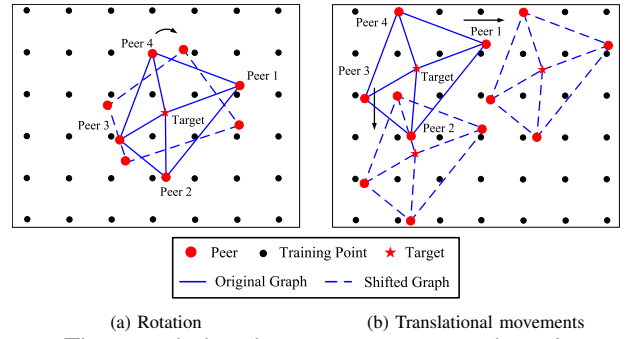 Peer 4
Peer 1
Target
Peer 3
Peer 2
Peer 4
Peer 1
Peer 3
Target
Peer 2
Peer
Training Point
Target
Original Graph
Shifted Graph
(a) Rotation
(b) Translational movements